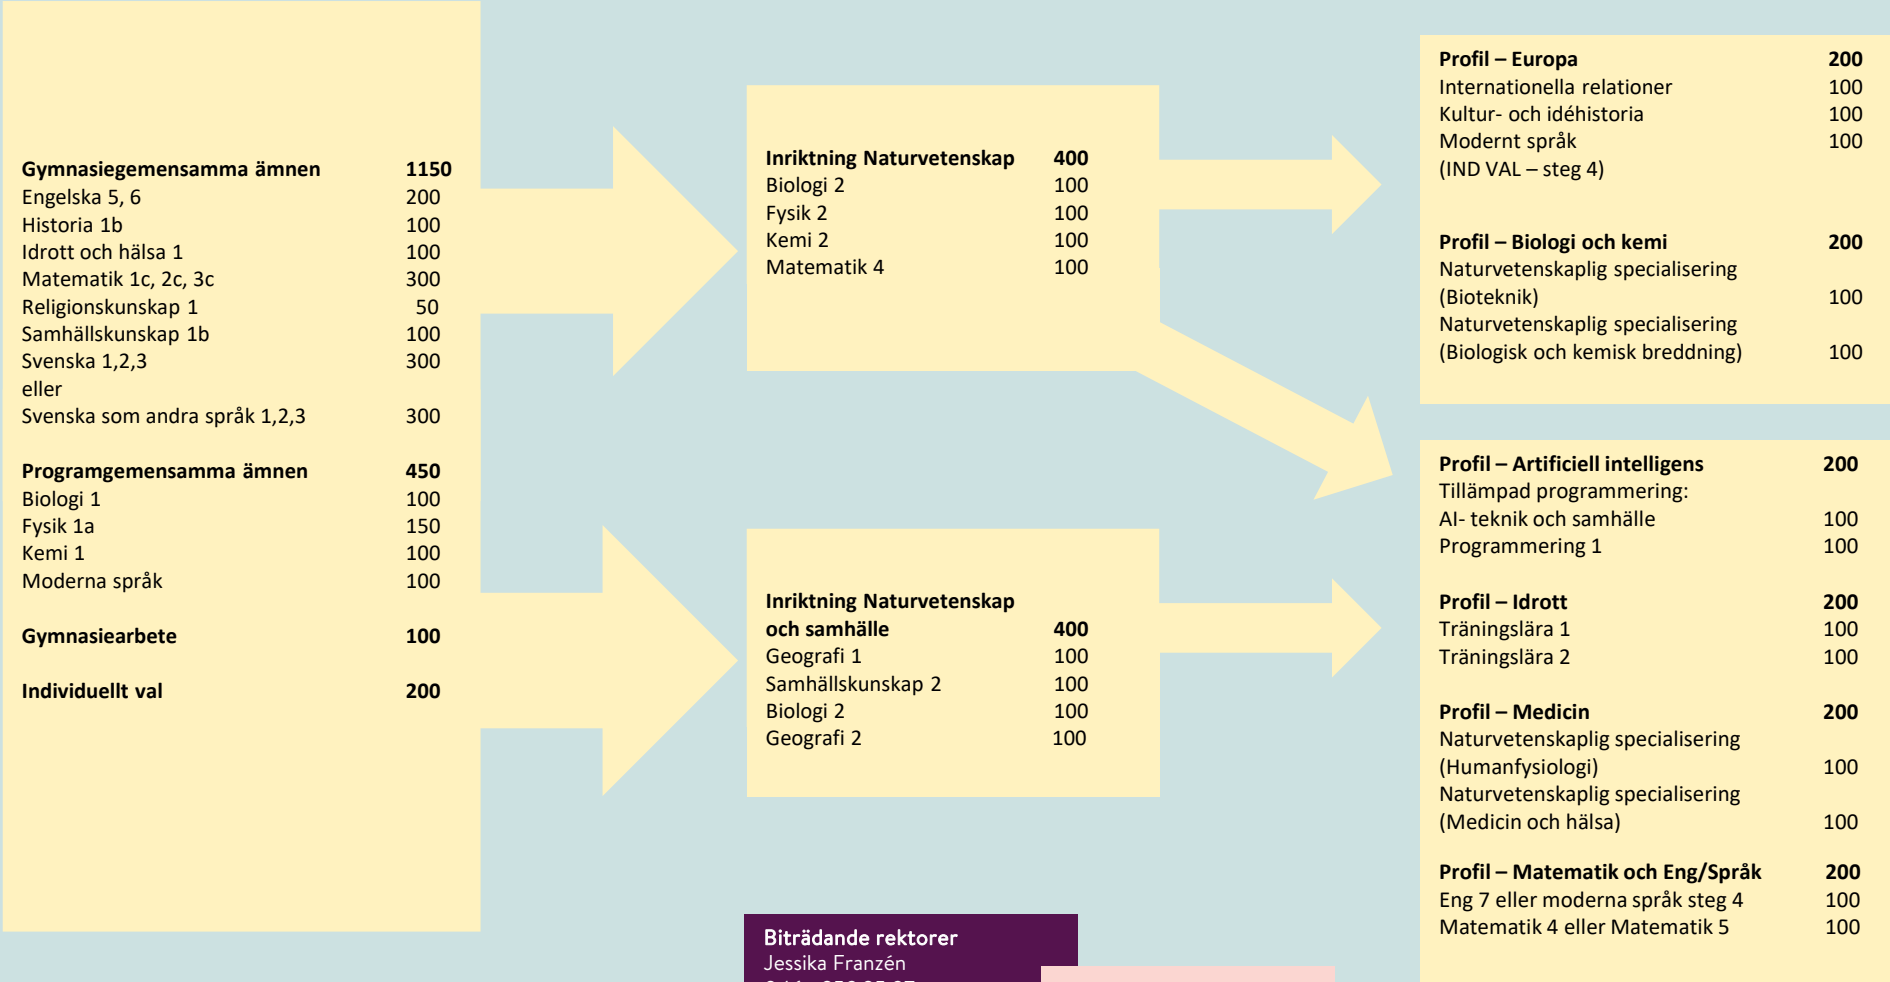 Gymnasiegemensamma ämnen 1150
Engelska 5, 6 200
Historia 1b 100
Idrott och hälsa 1 100
Matematik 1c, 2c, 3c 300
Religionskunskap 1 50
Samhällskunskap 1b 100
Svenska 1,2,3 300
eller
Svenska som andra språk 1,2,3 300
Programgemensamma ämnen 450
Biologi 1 100
Fysik 1a 150
Kemi 1 100
Moderna språk 100
Gymnasiearbete 100
Individuellt val 200
Inriktning Naturvetenskap 400
Biologi 2 100
Fysik 2 100
Kemi 2 100
Matematik 4 100
Inriktning Naturvetenskap
och samhälle 400
Geografi 1 100
Samhällskunskap 2 100
Biologi 2 100
Geografi 2 100
Profil – Europa 200
Internationella relationer 100
Kultur- och idéhistoria 100
Modernt språk 100
(IND VAL – steg 4)
Profil – Biologi och kemi 200
Naturvetenskaplig specialisering
(Bioteknik) 100
Naturvetenskaplig specialisering
(Biologisk och kemisk breddning) 100
Profil – Artificiell intelligens 200
Tillämpad programmering:
AI- teknik och samhälle 100
Programmering 1 100
Profil – Idrott 200
Träningslära 1 100
Träningslära 2 100
Profil – Medicin 200
Naturvetenskaplig specialisering
(Humanfysiologi) 100
Naturvetenskaplig specialisering
(Medicin och hälsa) 100
Profil – Matematik och Eng/Språk 200
Eng 7 eller moderna språk steg 4 100
Matematik 4 eller Matematik 5 100
Biträdande rektorer
Jessika Franzén